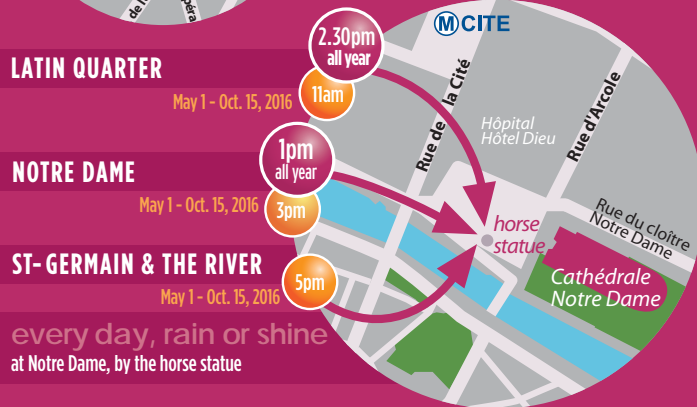 de l
péra
M CITE
2.30pm
all year
LATIN QUARTER
May 1 - Oct. 15, 2016
11am
Rue de la Cité
Hôpital
Hôtel Dieu
Rue d'Arcole
1pm
all year
NOTRE DAME
May 1 - Oct. 15, 2016
3pm
Rue du cloître
Notre Dame
horse
statue
ST- GERMAIN & THE RIVER
May 1 - Oct. 15, 2016
5pm
Cathédrale
Notre Dame
every day, rain or shine
at Notre Dame, by the horse statue